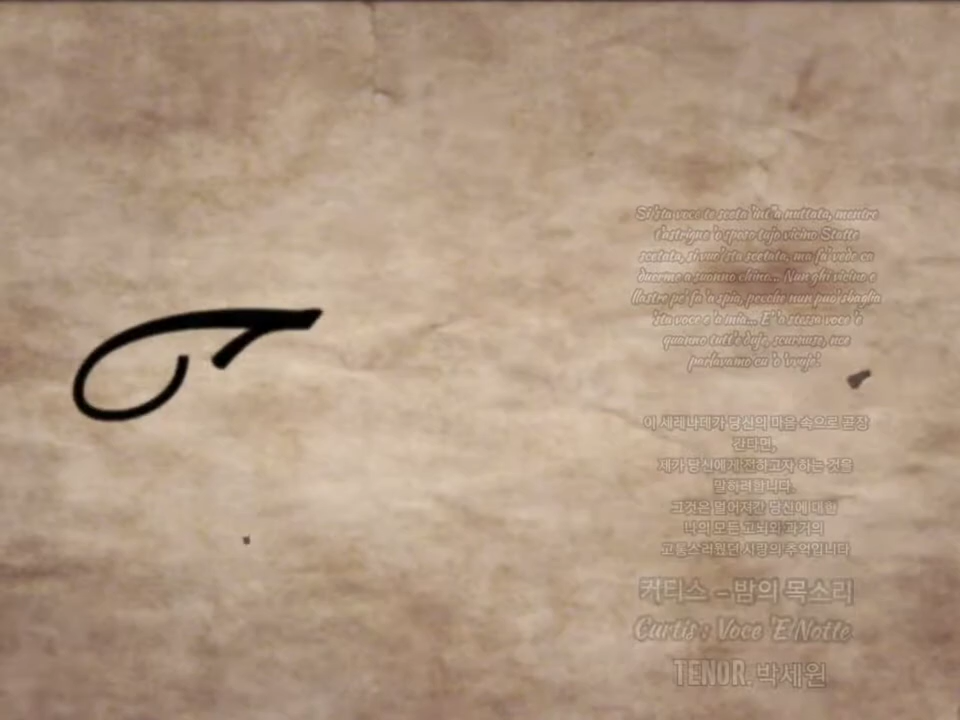 Si 'sta voce te sceta 'int'a nuttata, mentre
t'astrigne 'o sposo tujo vicino Statte
scetata, si vuo' sta scetata, ma fa' vedé ca
duorme a suonno chino... Nun ghí vicino e
llastre pe' fa 'a spia, pecché nun puo' sbaglia
'sta voce e 'a mia... E' 'a stessa voce 'e
quanno tutt'e duje, scurnuse, nce
parlavamo cu 'o 'vvuje'.
이 세레나데가 당신의 마음 속으로 곧장
간다면,
제가 당신에게 전하고자 하는 것을
말하려합니다.
그것은 멀어져간 당신에 대한
나의 모든 고뇌와 과거의
고통스러웠던 사랑의 추억입니다
커티스 - 밤의 목소리
Curtis : Voce 'E Notte
TENOR. 박세원